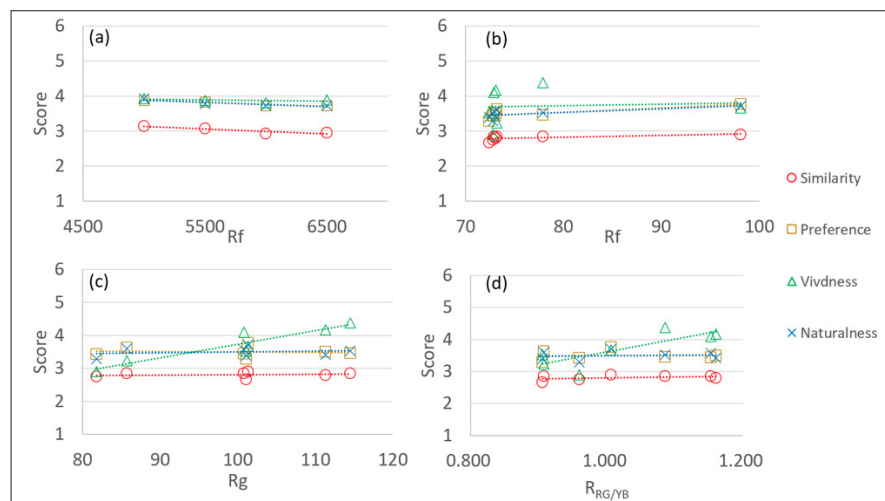 (a)
6
5
4
3
2
1
Score
4500
5500
6500
Rf
(b)
6
5
4
3
2
1
Score
70
80
90
100
Rf
Similarity
Preference
Vivdness
Naturalness
(c)
6
5
4
3
2
1
Score
80
90
100
110
120
Rg
(d)
6
5
4
3
2
1
Score
0.800
1.000
1.200
R_RG/YB